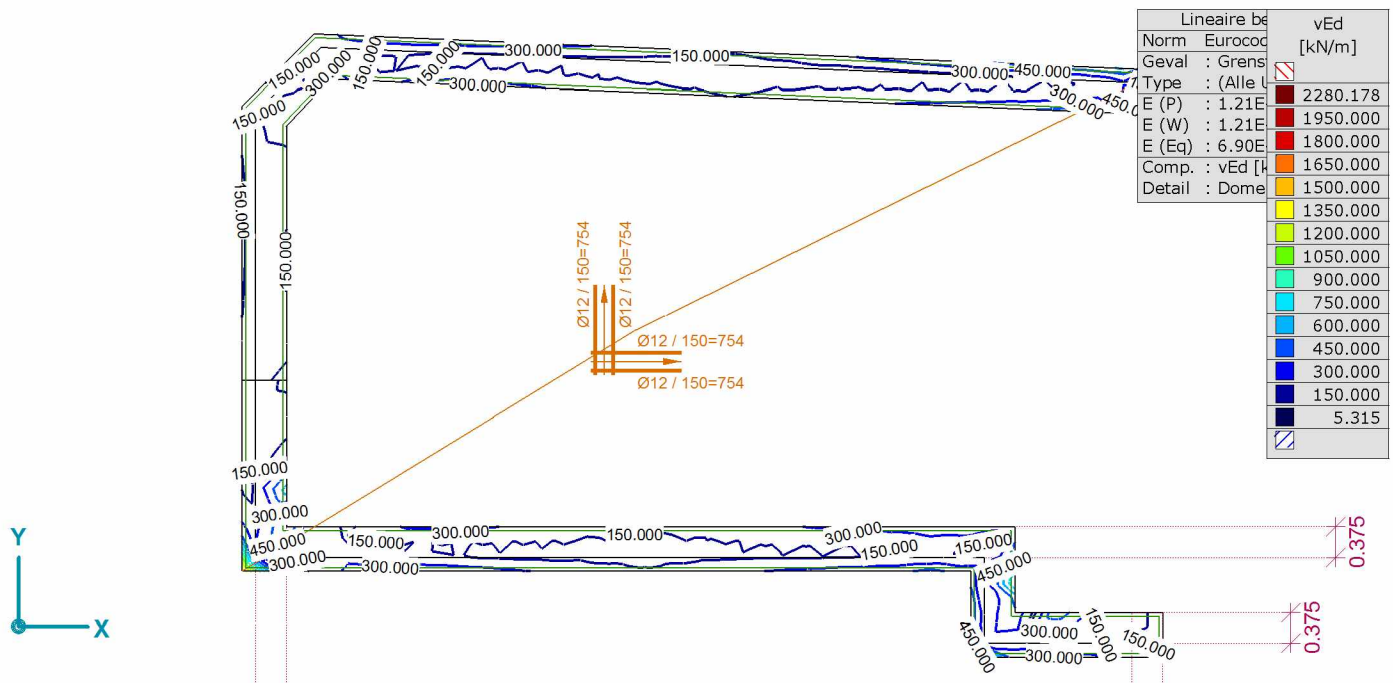 Lineaire be
Norm Eurocod
Geval : Grens
Type : (Alle U
E (P) : 1.21E
E (W) : 1.21E
E (Eq) : 6.90E
Comp. : vEd [k
Detail : Dome
vEd
[kN/m]
2280.178
1950.000
1800.000
1650.000
1500.000
1350.000
1200.000
1050.000
900.000
750.000
600.000
450.000
300.000
150.000
5.315
150.000
300.000
150.000
150.000
300.000
150.000
300.000
150.000
300.000
450.000
300.000
450.0
150.000
150.000
Ø12 / 150=754
Ø12 / 150=754
Ø12 / 150=754
Ø12 / 150=754
150.000
300.000
450.000
300.000
150.000
300.000
300.000
150.000
300.000
150.000
150.000
450.000
450.000
300.000
300.000
150.000
150.000
0.375
0.375
Y
X